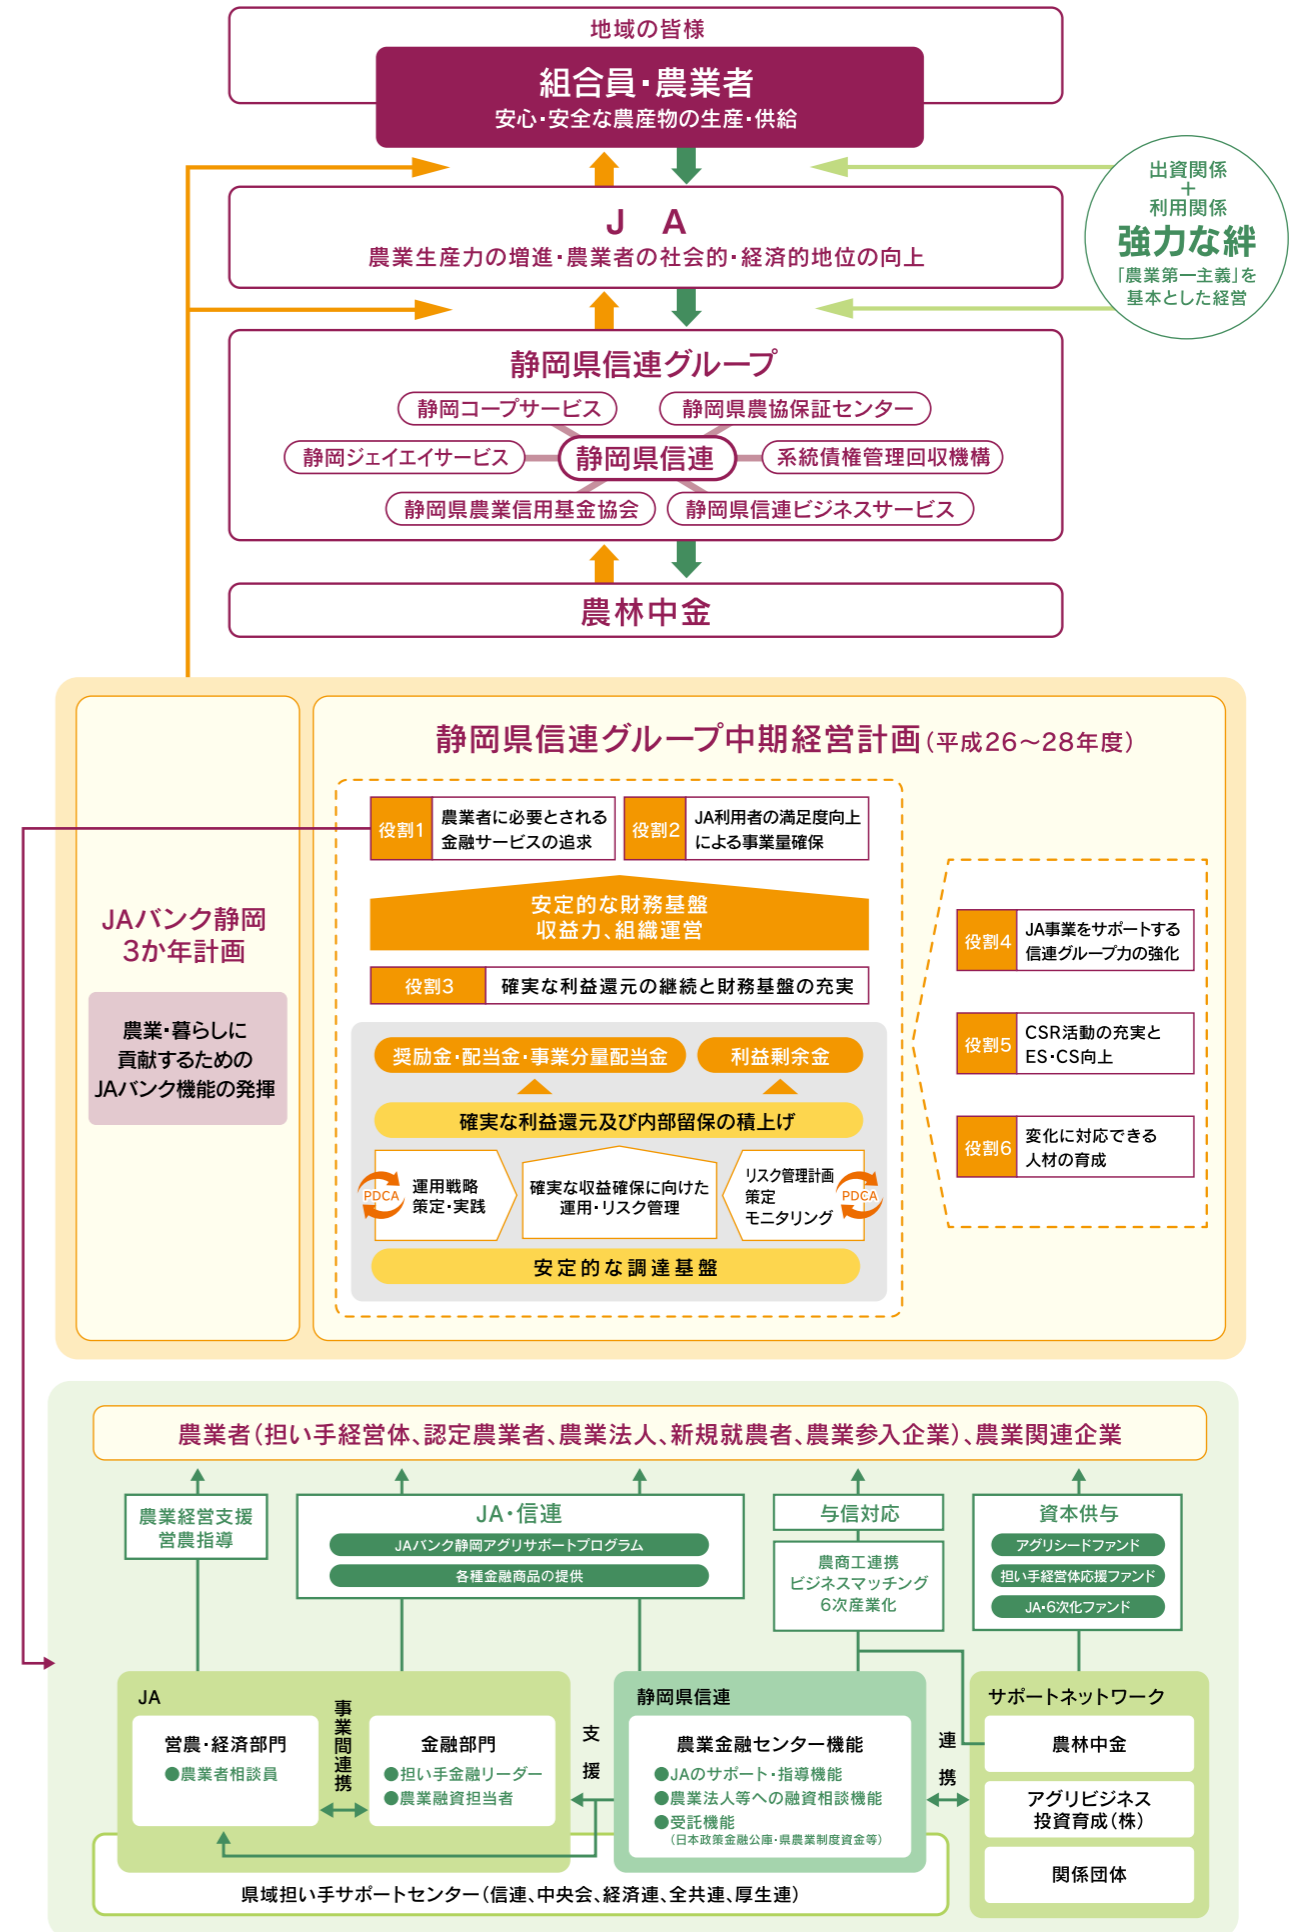 地域の皆様
組合員・農業者
安心・安全な農産物の生産・供給
出資関係
＋
利用関係
強力な絆
「農業第一主義」を
基本とした経営
J A
農業生産力の増進・農業者の社会的・経済的地位の向上
静岡県信連グループ
静岡コープサービス
静岡県農協保証センター
静岡ジェイエイサービス
静岡県信連
系統債権管理回収機構
静岡県農業信用基金協会
静岡県信連ビジネスサービス
農林中金
JAバンク静岡
3か年計画
農業・暮らしに
貢献するための
JAバンク機能の発揮
静岡県信連グループ中期経営計画（平成26～28年度）
役割1
農業者に必要とされる
金融サービスの追求
役割2
JA利用者の満足度向上
による事業量確保
安定的な財務基盤
収益力、組織運営
役割3
確実な利益還元の継続と財務基盤の充実
奨励金・配当金・事業分量配当金
利益剰余金
確実な利益還元及び内部留保の積上げ
PDCA
運用戦略
策定・実践
確実な収益確保に向けた
運用・リスク管理
リスク管理計画
策定
モニタリング
PDCA
安定的な調達基盤
役割4
JA事業をサポートする
信連グループ力の強化
役割5
CSR活動の充実と
ES・CS向上
役割6
変化に対応できる
人材の育成
農業者（担い手経営体、認定農業者、農業法人、新規就農者、農業参入企業）、農業関連企業
農業経営支援
営農指導
JA・信連
JAバンク静岡アグリサポートプログラム
各種金融商品の提供
与信対応
農商工連携
ビジネスマッチング
6次産業化
資本供与
アグリシードファンド
担い手経営体応援ファンド
JA・6次化ファンド
JA
営農・経済部門
●農業者相談員
事業間連携
金融部門
●担い手金融リーダー
●農業融資担当者
支援
静岡県信連
農業金融センター機能
●JAのサポート・指導機能
●農業法人等への融資相談機能
●受託機能
（日本政策金融公庫・県農業制度資金等）
連携
サポートネットワーク
農林中金
アグリビジネス
投資育成（株）
関係団体
県域担い手サポートセンター（信連、中央会、経済連、全共連、厚生連）